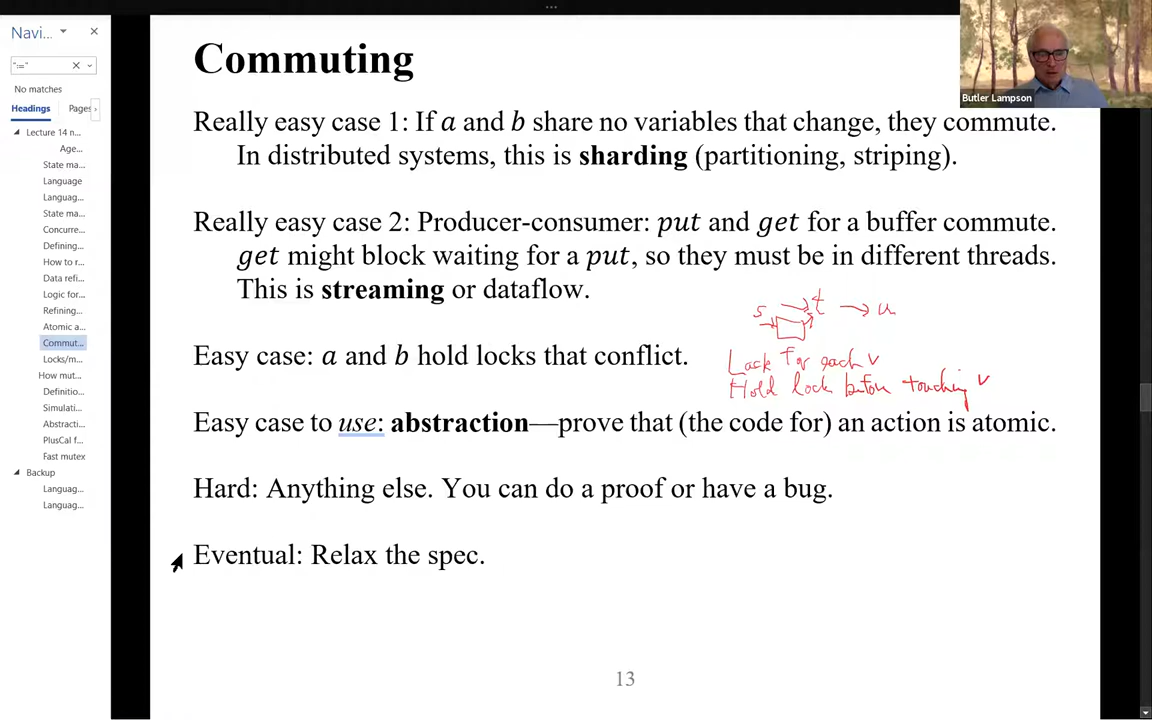 Navi...
":="
No matches
Headings
Pages
Lecture 14 n...
Age...
State ma...
Language
Languag...
State ma...
Concurre...
Defining...
How to r...
Data refi...
Logic for...
Refining...
Atomic a...
Commut...
Locks/m...
How mut...
Definitio...
Simulati...
Abstracti...
PlusCal f...
Fast mutex
Backup
Languag...
Languag...
Butler Lampson
Commuting
Really easy case 1: If a and b share no variables that change, they commute.
In distributed systems, this is sharding (partitioning, striping).
Really easy case 2: Producer-consumer: put and get for a buffer commute.
get might block waiting for a put, so they must be in different threads.
This is streaming or dataflow.
s t u
Easy case: a and b hold locks that conflict.
Lock for each v
Hold lock before touching v
Easy case to use: abstraction—prove that (the code for) an action is atomic.
Hard: Anything else. You can do a proof or have a bug.
Eventual: Relax the spec.
13